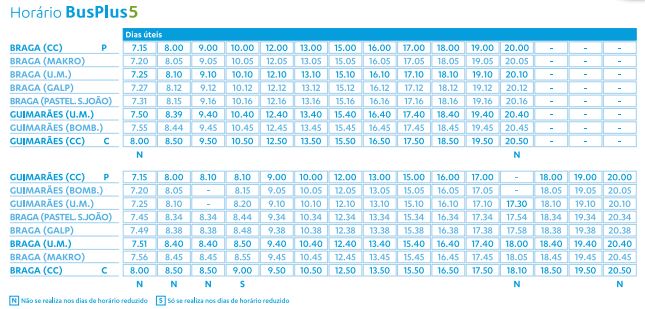 Horário BusPlus5
Dias úteis
BRAGA (CC) P 7.15 8.00 9.00 10.00 12.00 13.00 15.00 16.00 17.00 18.00 19.00 20.00 - - -
BRAGA (MAKRO) 7.20 8.05 9.05 10.05 12.05 13.05 15.05 16.05 17.05 18.05 19.05 20.05 - - -
BRAGA (U.M.) 7.25 8.10 9.10 10.10 12.10 13.10 15.10 16.10 17.10 18.10 19.10 20.10 - - -
BRAGA (GALP) 7.27 8.12 9.12 10.12 12.12 13.12 15.12 16.12 17.12 18.12 19.12 20.12 - - -
BRAGA (PASTEL. S.JOÃO) 7.31 8.15 9.16 10.16 12.16 13.16 15.16 16.16 17.16 18.16 19.16 20.16 - - -
GUIMARÃES (U.M.) 7.50 8.39 9.40 10.40 12.40 13.40 15.40 16.40 17.40 18.40 19.40 20.40 - - -
GUIMARÃES (BOMB.) 7.55 8.44 9.45 10.45 12.45 13.45 15.45 16.45 17.45 18.45 19.45 20.45 - - -
GUIMARÃES (CC) C 8.00 8.50 9.50 10.50 12.50 13.50 15.50 16.50 17.50 18.50 19.50 20.50 - - -
N N
GUIMARÃES (CC) P 7.15 8.00 8.10 8.10 9.00 10.00 12.00 13.00 15.00 16.00 17.00 - 18.00 19.00 20.00
GUIMARÃES (BOMB.) 7.20 8.05 - 8.15 9.05 10.05 12.05 13.05 15.05 16.05 17.05 - 18.05 19.05 20.05
GUIMARÃES (U.M.) 7.25 8.10 - 8.20 9.10 10.10 12.10 13.10 15.10 16.10 17.10 17.30 18.10 19.10 20.10
BRAGA (PASTEL. S.JOÃO) 7.45 8.34 8.34 8.44 9.34 10.34 12.34 13.34 15.34 16.34 17.34 17.54 18.34 19.34 20.34
BRAGA (GALP) 7.49 8.38 8.38 8.48 9.38 10.38 12.38 13.38 15.38 16.38 17.38 17.58 18.38 19.38 20.38
BRAGA (U.M.) 7.51 8.40 8.40 8.50 9.40 10.40 12.40 13.40 15.40 16.40 17.40 18.00 18.40 19.40 20.40
BRAGA (MAKRO) 7.56 8.45 8.45 8.55 9.45 10.45 12.45 13.45 15.45 16.45 17.45 18.05 18.45 19.45 20.45
BRAGA (CC) C 8.00 8.50 8.50 9.00 9.50 10.50 12.50 13.50 15.50 16.50 17.50 18.10 18.50 19.50 20.50
N N N S N N
N Não se realiza nos dias de horário reduzido S Só se realiza nos dias de horário reduzido